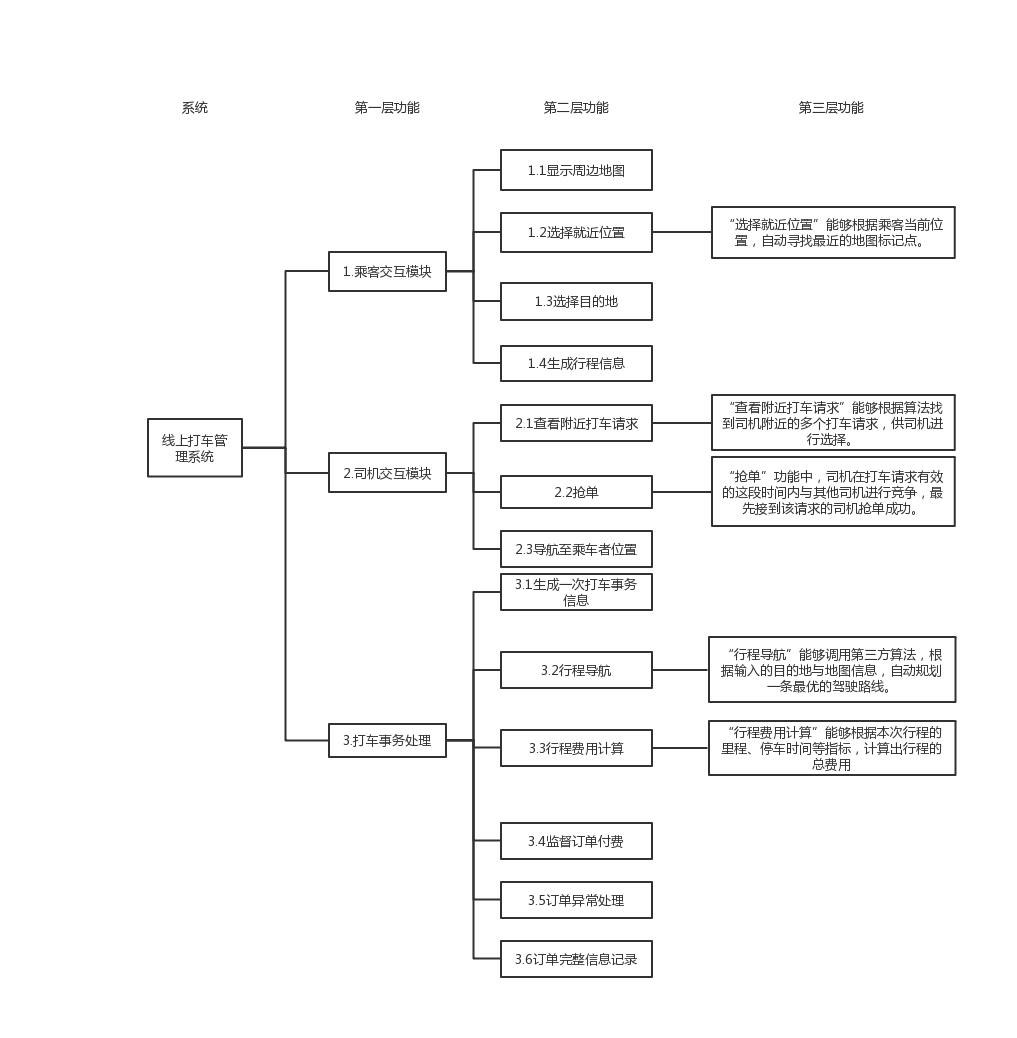 系统
第一层功能
第二层功能
第三层功能
线上打车管
理系统
1.乘客交互模块
1.1显示周边地图
1.2选择就近位置
“选择就近位置”能够根据乘客当前位
置，自动寻找最近的地图标记点。
1.3选择目的地
1.4生成行程信息
2.司机交互模块
2.1查看附近打车请求
“查看附近打车请求”能够根据算法找
到司机附近的多个打车请求，供司机进
行选择。
2.2抢单
“抢单”功能中，司机在打车请求有效
的这段时间内与其他司机进行竞争，最
先接到该请求的司机抢单成功。
2.3导航至乘车者位置
3.打车事务处理
3.1生成一次打车事务
信息
3.2行程导航
“行程导航”能够调用第三方算法，根
据输入的目的地与地图信息，自动规划
一条最优的驾驶路线。
3.3行程费用计算
“行程费用计算”能够根据本次行程的
里程、停车时间等指标，计算出行程的
总费用
3.4监督订单付费
3.5订单异常处理
3.6订单完整信息记录